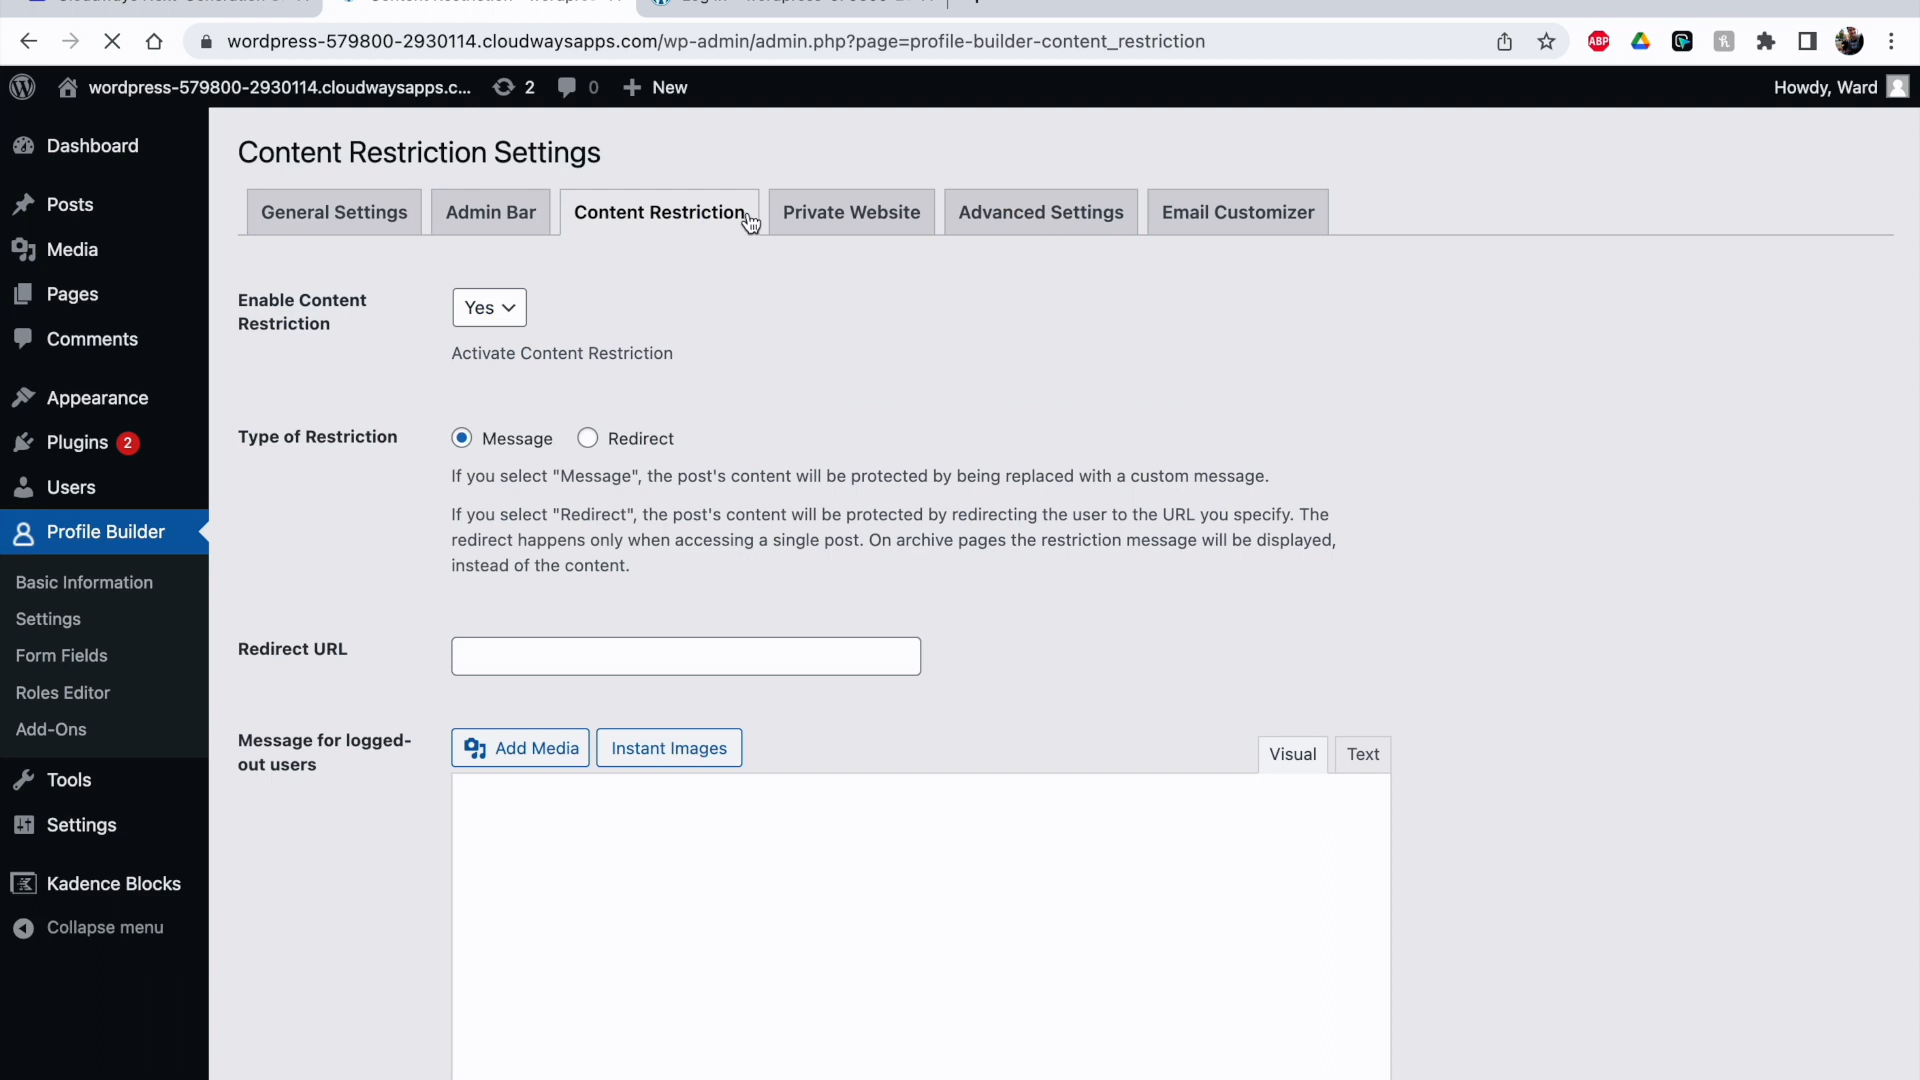 wordpress-579800-2930114.cloudwaysapps.com/wp-admin/admin.php?page=profile-builder-content_restriction
ABP
wordpress-579800-2930114.cloudwaysapps.c... 2 0 New
Howdy, Ward
Dashboard
Posts
Media
Pages
Comments
Appearance
Plugins 2
Users
Profile Builder
Basic Information
Settings
Form Fields
Roles Editor
Add-Ons
Tools
Settings
Kadence Blocks
Collapse menu
Content Restriction Settings
General Settings Admin Bar Content Restriction Private Website Advanced Settings Email Customizer
Enable Content
Restriction
Yes
Activate Content Restriction
Type of Restriction
Message Redirect
If you select "Message", the post's content will be protected by being replaced with a custom message.
If you select "Redirect", the post's content will be protected by redirecting the user to the URL you specify. The
redirect happens only when accessing a single post. On archive pages the restriction message will be displayed,
instead of the content.
Redirect URL
Message for logged-
out users
Add Media Instant Images
Visual Text